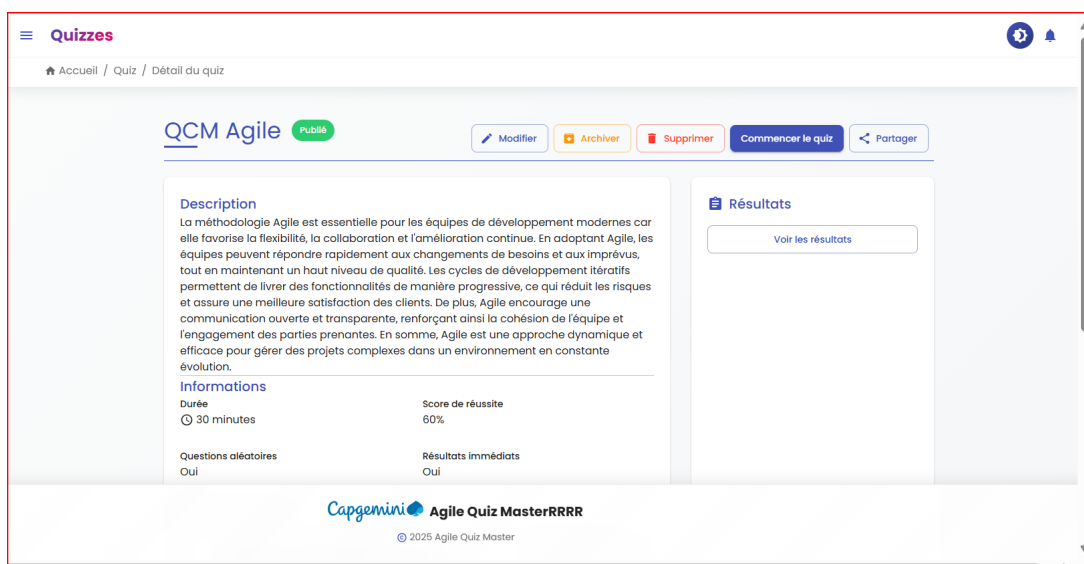 Quizzes
Accueil / Quiz / Détail du quiz
QCM Agile Publié Modifier Archiver Supprimer Commencer le quiz Partager
Description
La méthodologie Agile est essentielle pour les équipes de développement modernes car
elle favorise la flexibilité, la collaboration et l'amélioration continue. En adoptant Agile, les
équipes peuvent répondre rapidement aux changements de besoins et aux imprévus,
tout en maintenant un haut niveau de qualité. Les cycles de développement itératifs
permettent de livrer des fonctionnalités de manière progressive, ce qui réduit les risques
et assure une meilleure satisfaction des clients. De plus, Agile encourage une
communication ouverte et transparente, renforçant ainsi la cohésion de l'équipe et
l'engagement des parties prenantes. En somme, Agile est une approche dynamique et
efficace pour gérer des projets complexes dans un environnement en constante
évolution.
Informations
Durée Score de réussite
30 minutes 60%
Questions aléatoires Résultats immédiats
Oui Oui
Résultats
Voir les résultats
Capgemini Agile Quiz MasterRRRR
© 2025 Agile Quiz Master